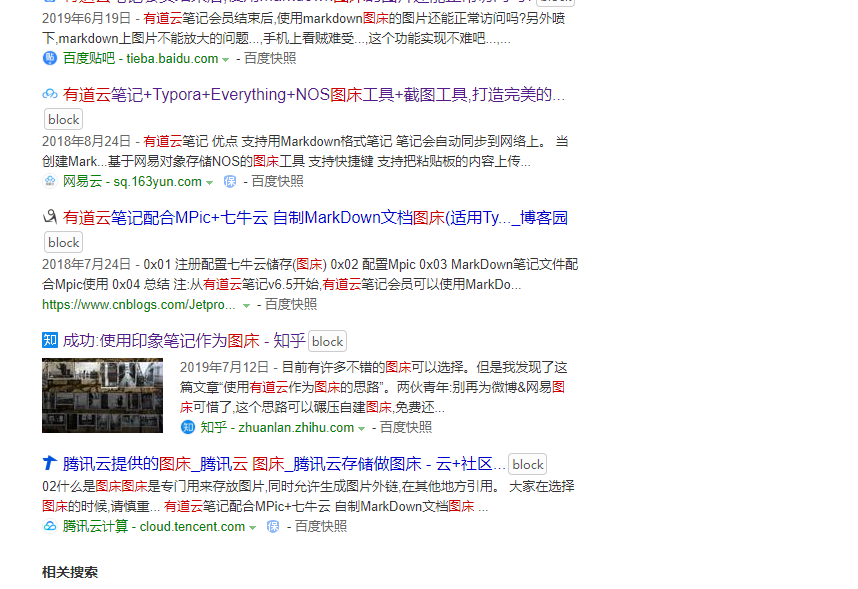 2019年6月19日 - 有道云笔记会员结束后,使用markdown图床的图片还能正常访问吗?另外喷
下,markdown上图片不能放大的问题...,手机上看贼难受...,这个功能实现不难吧...,...
百度贴吧 - tieba.baidu.com - 百度快照
有道云笔记+Typora+Everything+NOS图床工具+截图工具,打造完美的...
block
2018年8月24日 - 有道云笔记 优点 支持用Markdown格式笔记 笔记会自动同步到网络上。 当
创建Mark...基于网易对象存储NOS的图床工具 支持快捷键 支持把粘贴板的内容上传...
网易云 - sq.163yun.com 保 - 百度快照
有道云笔记配合MPic+七牛云 自制MarkDown文档图床(适用Ty..._博客园
block
2018年7月24日 - 0x01 注册配置七牛云储存(图床) 0x02 配置Mpic 0x03 MarkDown笔记文件配
合Mpic使用 0x04 总结 注:从有道云笔记v6.5开始,有道云笔记会员可以使用MarkDo...
https://www.cnblogs.com/Jetpro... - 百度快照
知 成功:使用印象笔记作为图床 - 知乎 block
2019年7月12日 - 目前有许多不错的图床可以选择。但是我发现了这
篇文章“使用有道云作为图床的思路”。两伙青年:别再为微博&网易图
床可惜了,这个思路可以碾压自建图床,免费还...
知 知乎 - zhuanlan.zhihu.com - 百度快照
腾讯云提供的图床_腾讯云 图床_腾讯云存储做图床 - 云+社区... block
02什么是图床图床是专门用来存放图片,同时允许生成图片外链,在其他地方引用。 大家在选择
图床的时候,请慎重... 有道云笔记配合MPic+七牛云 自制MarkDown文档图床 ...
腾讯云计算 - cloud.tencent.com 保 - 百度快照
相关搜索